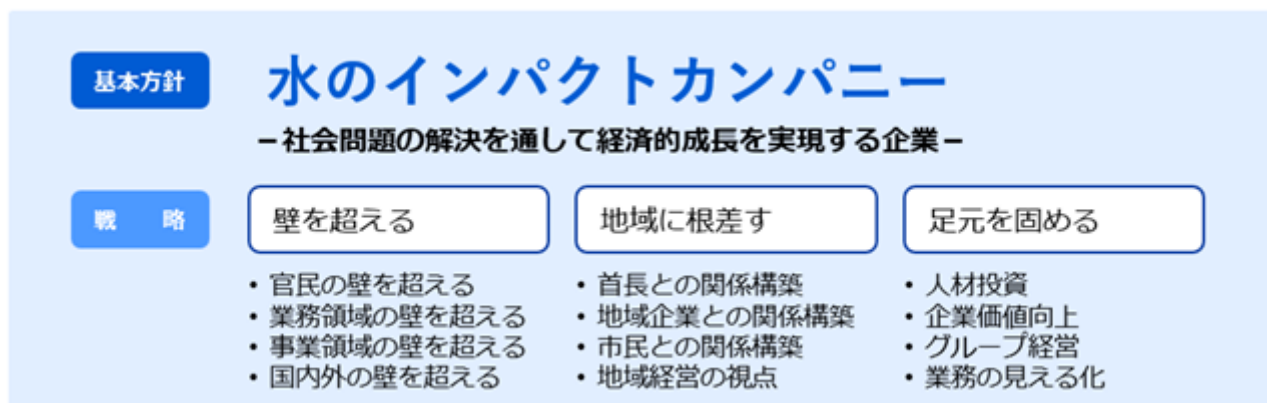 基本方針
水のインパクトカンパニー
－社会問題の解決を通して経済的成長を実現する企業－
戦　略
壁を超える
・官民の壁を超える
・業務領域の壁を超える
・事業領域の壁を超える
・国内外の壁を超える
地域に根差す
・首長との関係構築
・地域企業との関係構築
・市民との関係構築
・地域経営の視点
足元を固める
・人材投資
・企業価値向上
・グループ経営
・業務の見える化